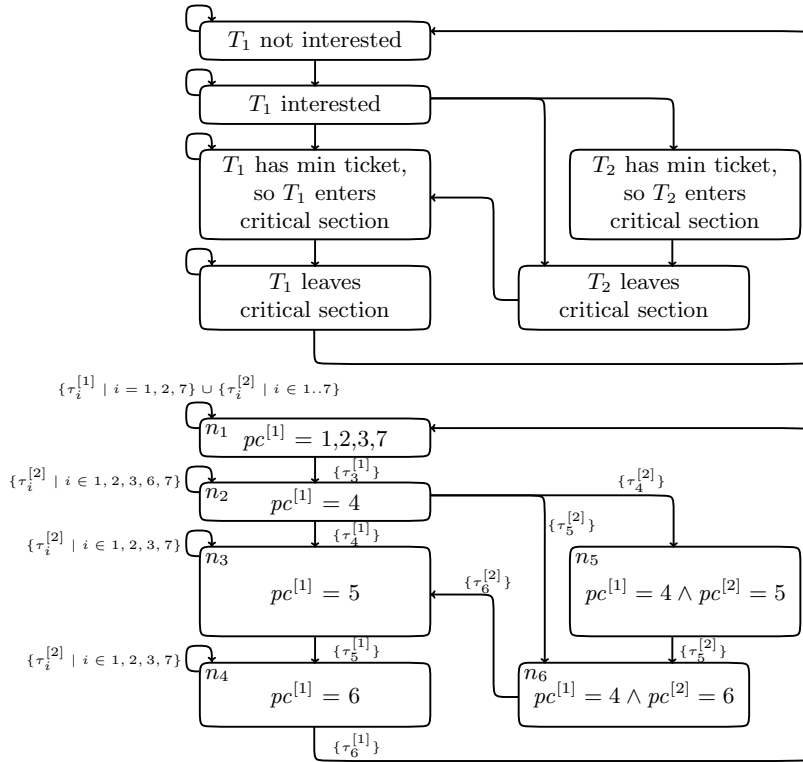 T₁ not interested
T₁ interested
T₁ has min ticket,
so T₁ enters
critical section
T₂ has min ticket,
so T₂ enters
critical section
T₁ leaves
critical section
T₂ leaves
critical section
{τᵢ^[1] | i = 1, 2, 7} ∪ {τᵢ^[2] | i ∈ 1..7}
n₁
pc^[1] = 1,2,3,7
{τ₃^[1]}
{τᵢ^[2] | i ∈ 1, 2, 3, 6, 7}
n₂
pc^[1] = 4
{τ₄^[2]}
{τ₄^[1]}
{τ₅^[2]}
{τᵢ^[2] | i ∈ 1, 2, 3, 7}
n₃
pc^[1] = 5
{τ₆^[2]}
n₅
pc^[1] = 4 ∧ pc^[2] = 5
{τ₅^[1]}
{τ₅^[2]}
{τᵢ^[2] | i ∈ 1, 2, 3, 7}
n₄
pc^[1] = 6
n₆
pc^[1] = 4 ∧ pc^[2] = 6
{τ₆^[1]}